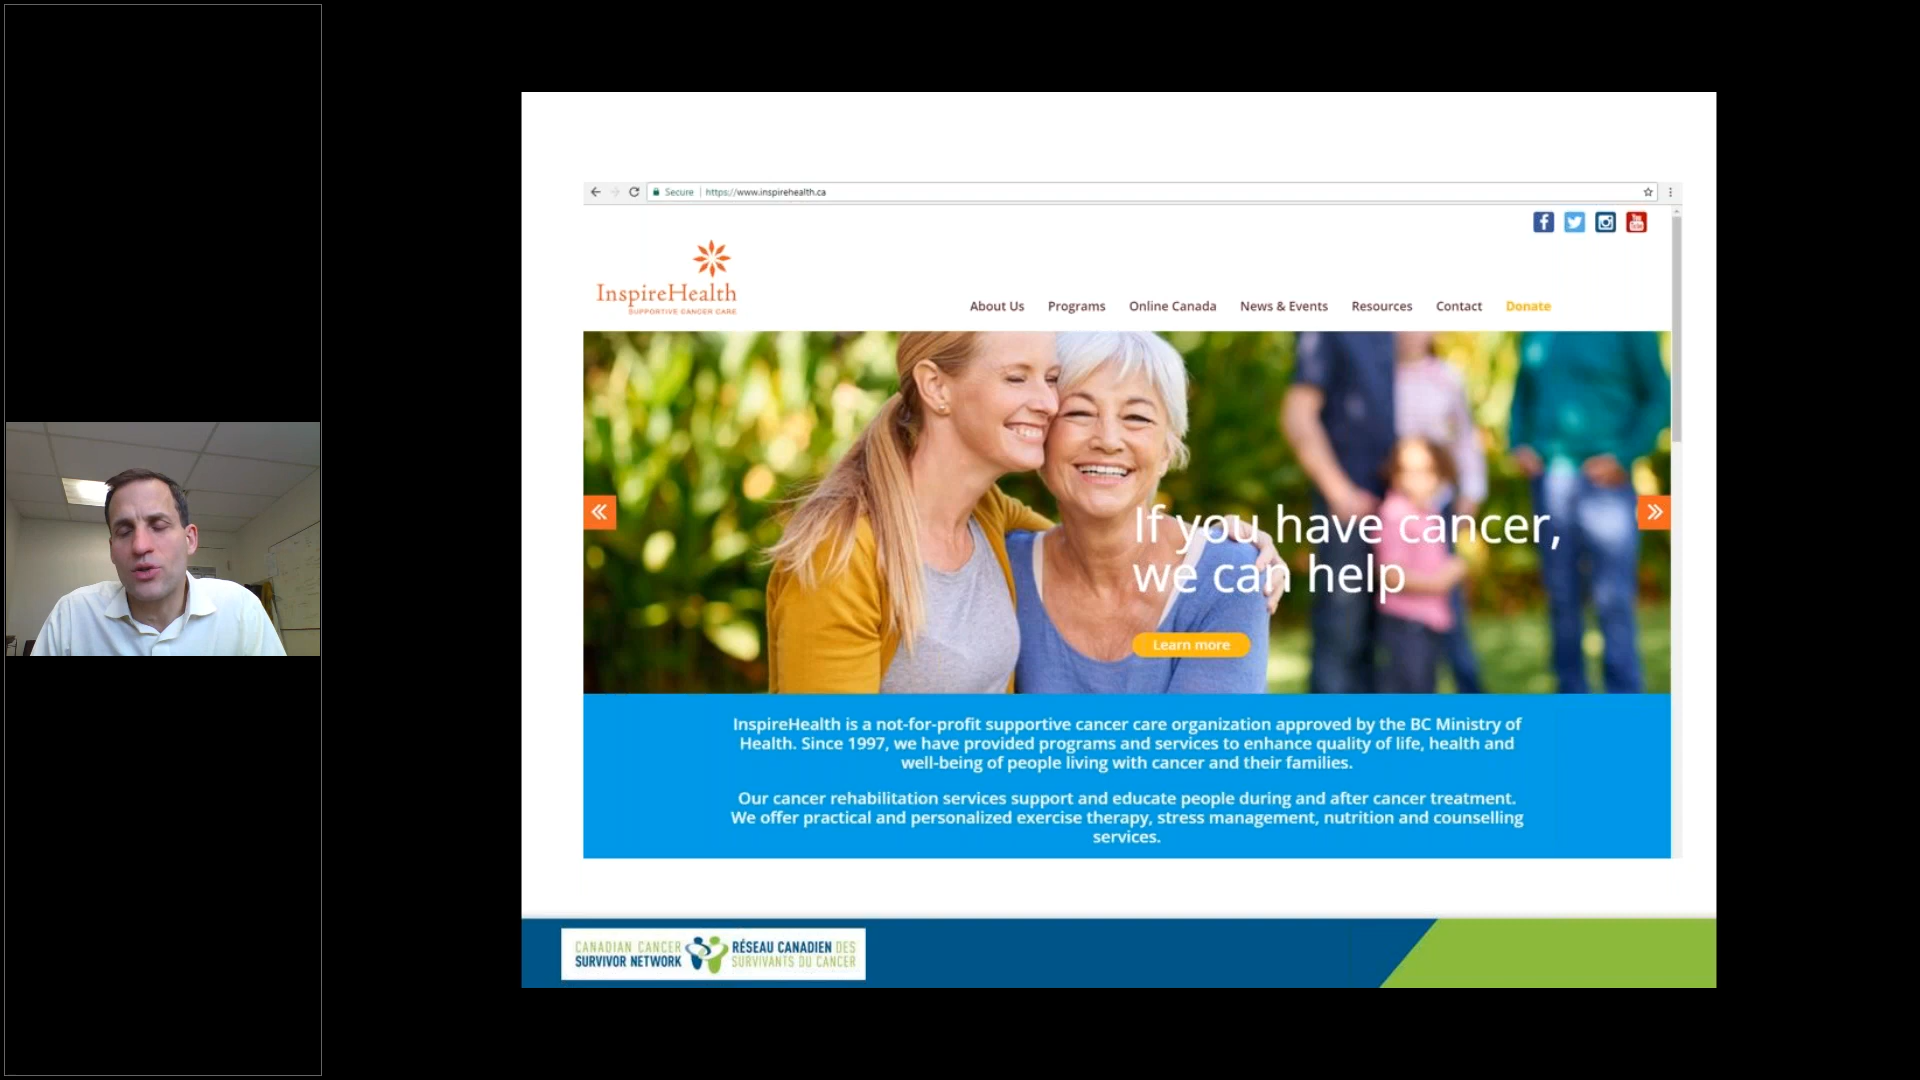 Secure
https://www.inspirehealth.ca
InspireHealth
SUPPORTIVE CANCER CARE
About Us
Programs
Online Canada
News & Events
Resources
Contact
Donate
If you have cancer,
we can help
Learn more
InspireHealth is a not-for-profit supportive cancer care organization approved by the BC Ministry of
Health. Since 1997, we have provided programs and services to enhance quality of life, health and
well-being of people living with cancer and their families.
Our cancer rehabilitation services support and educate people during and after cancer treatment.
We offer practical and personalized exercise therapy, stress management, nutrition and counselling
services.
CANADIAN CANCER
SURVIVOR NETWORK
RÉSEAU CANADIEN DES
SURVIVANTS DU CANCER